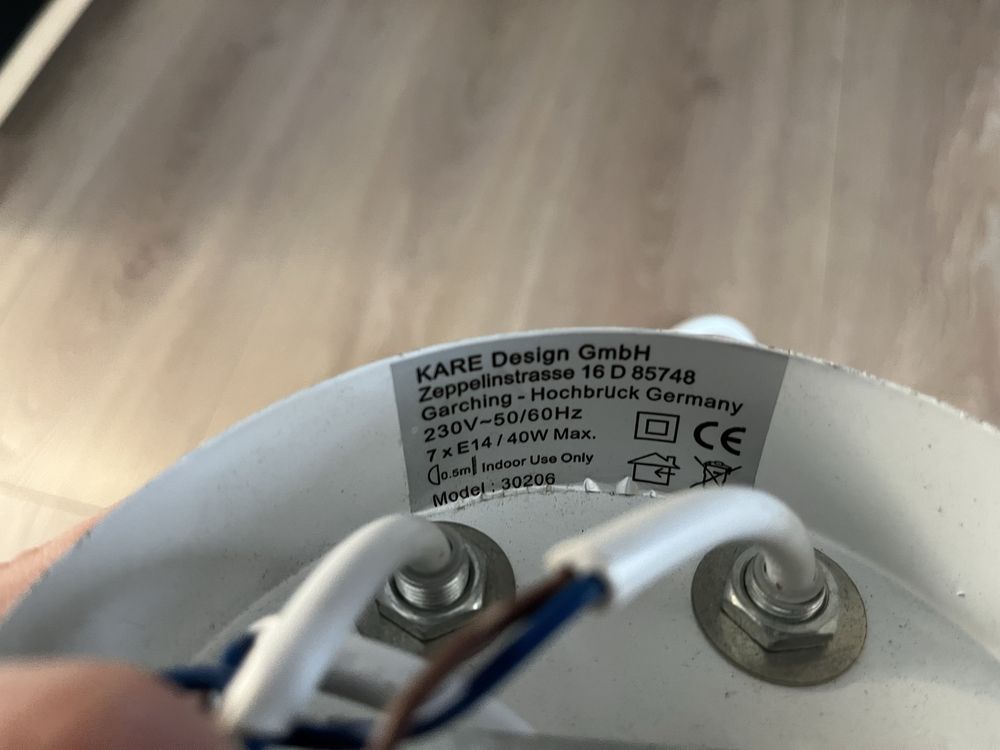 KARE Design GmbH
Zeppelinstrasse 16 D 85748
Garching - Hochbrück Germany
230V~50/60Hz
7 x E14 / 40W Max.
0.5m Indoor Use Only
Model : 30206
CE